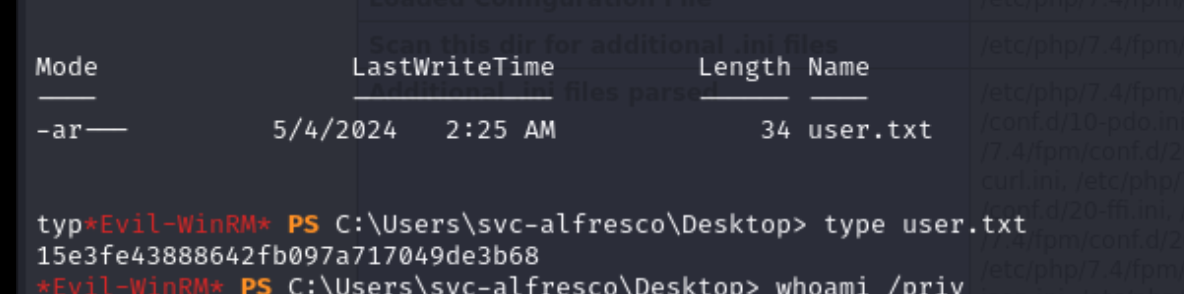 Loaded Configuration File
/etc/php/7.4/fpm/
Scan this dir for additional .ini files
/etc/php/7.4/fpm/
Mode LastWriteTime Length Name
Additional .ini files parsed
/etc/php/7.4/fpm/
/conf.d/10-pdo.ini
-ar— 5/4/2024 2:25 AM 34 user.txt
/7.4/fpm/conf.d/2
curl.ini, /etc/php/
/conf.d/20-ffi.ini,
typ*Evil-WinRM* PS C:\Users\svc-alfresco\Desktop> type user.txt
/7.4/fpm/conf.d/2
15e3fe43888642fb097a717049de3b68
/etc/php/7.4/fpm/
*Evil-WinRM* PS C:\Users\svc-alfresco\Desktop> whoami /priv